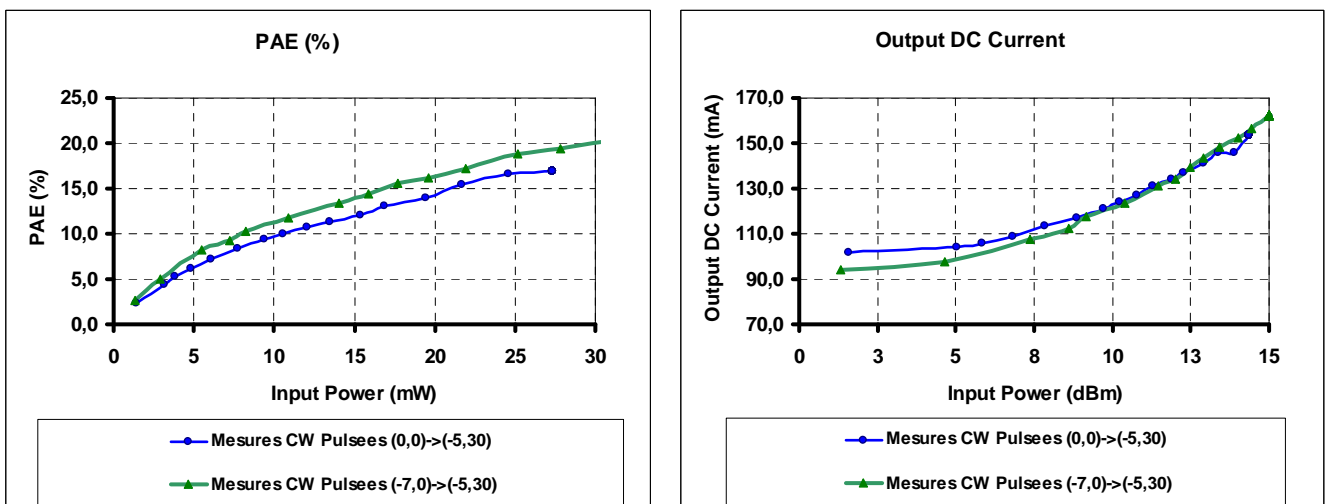 PAE (%)
25,0
20,0
15,0
10,0
5,0
0,0
PAE (%)
0 5 10 15 20 25 30
Input Power (mW)
Mesures CW Pulsees (0,0)->(-5,30)
Mesures CW Pulsees (-7,0)->(-5,30)
Output DC Current
170,0
150,0
130,0
110,0
90,0
70,0
Output DC Current (mA)
0 3 5 8 10 13 15
Input Power (dBm)
Mesures CW Pulsees (0,0)->(-5,30)
Mesures CW Pulsees (-7,0)->(-5,30)